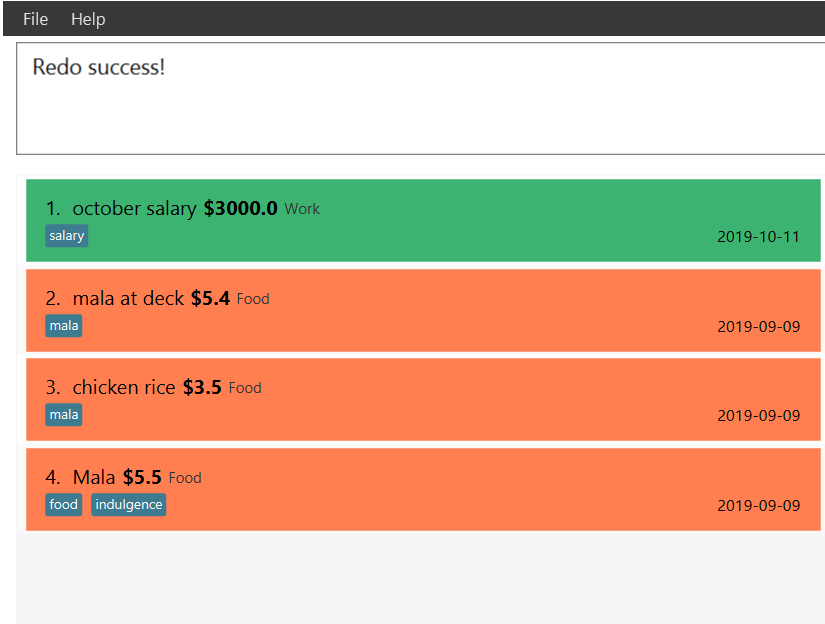 File Help
Redo success!
1. october salary $3000.0 Work
salary
2019-10-11
2. mala at deck $5.4 Food
mala
2019-09-09
3. chicken rice $3.5 Food
mala
2019-09-09
4. Mala $5.5 Food
food indulgence
2019-09-09